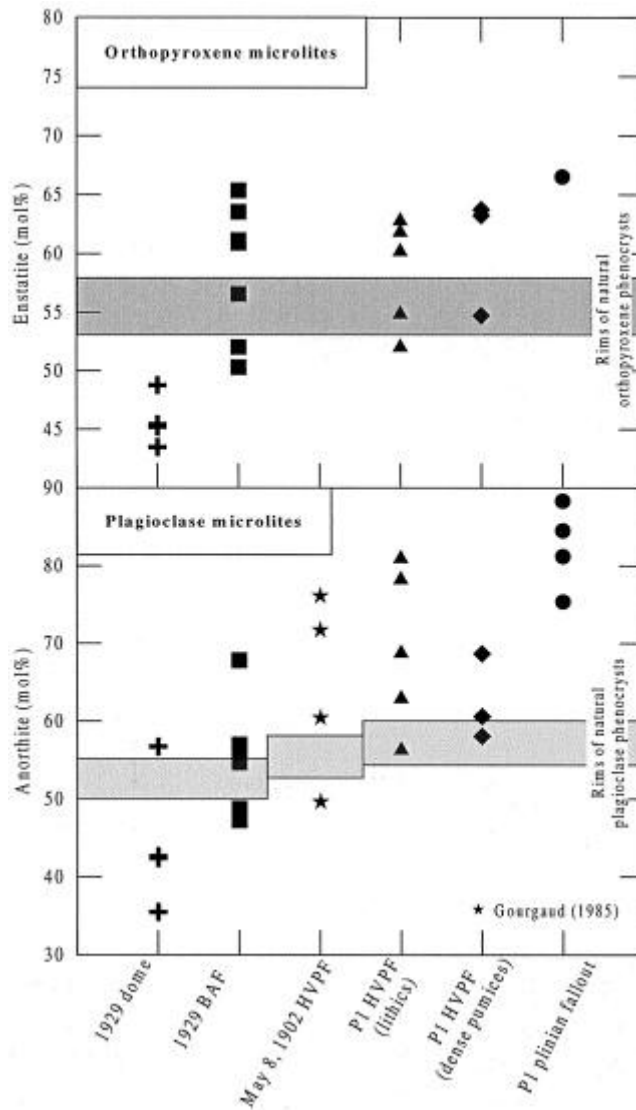 80
Orthopyroxene microlites
75
70
65
60
55
50
45
90
Enstatite (mol%)
Rims of natural
orthopyroxene phenocrysts
Plagioclase microlites
80
70
60
50
40
30
Anorthite (mol%)
Rims of natural
plagioclase phenocrysts
★ Gourgaud (1985)
1929 dome
1929 BAF
May 8, 1902 HVPF
P1 HVPF
(lithics)
P1 HVPF
(dense pumices)
P1 plinian fallout